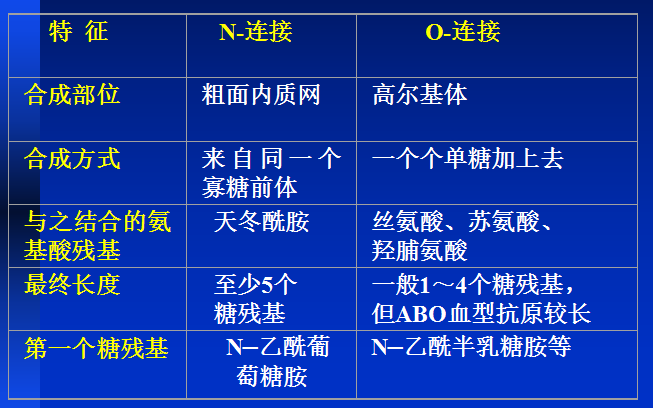 特 征 N-连接 O-连接
合成部位 粗面内质网 高尔基体
合成方式 来自同一个 一个个单糖加上去
寡糖前体
与之结合的氨 天冬酰胺 丝氨酸、苏氨酸、
基酸残基 羟脯氨酸
最终长度 至少5个 一般1～4个糖残基，
糖残基 但ABO血型抗原较长
第一个糖残基 N─乙酰葡 N─乙酰半乳糖胺等
萄糖胺